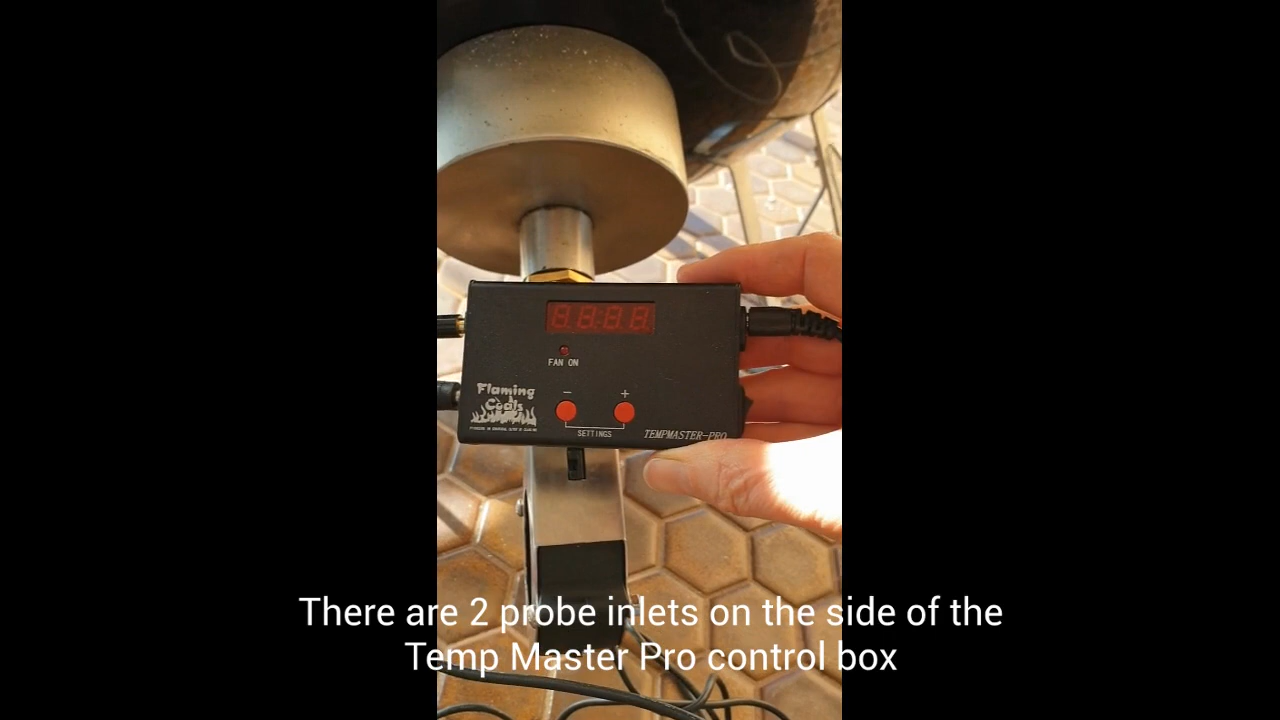 8888
FAN ON
Flaming
Coals
- +
SETTINGS
TEMPMASTER-PRO
There are 2 probe inlets on the side of the
Temp Master Pro control box